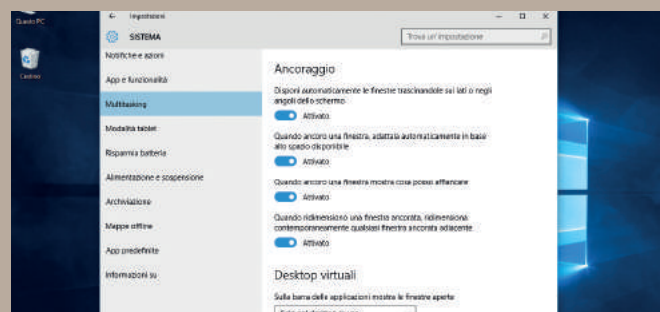 Questo PC
Cestino
Impostazioni
SISTEMA
Trova un'impostazione
Notifiche e azioni
App e funzionalità
Multitasking
Modalità tablet
Risparmia batteria
Alimentazione e sospensione
Archiviazione
Mappe offline
App predefinite
Informazioni su
Ancoraggio
Disponi automaticamente le finestre trascinandole sui lati o negli
angoli dello schermo
Attivato
Quando ancoro una finestra, adattala automaticamente in base
allo spazio disponibile
Attivato
Quando ancoro una finestra mostra cosa posso affiancare
Attivato
Quando ridimensiono una finestra ancorata, ridimensiona
contemporaneamente qualsiasi finestra ancorata adiacente
Attivato
Desktop virtuali
Sulla barra delle applicazioni mostra le finestre aperte